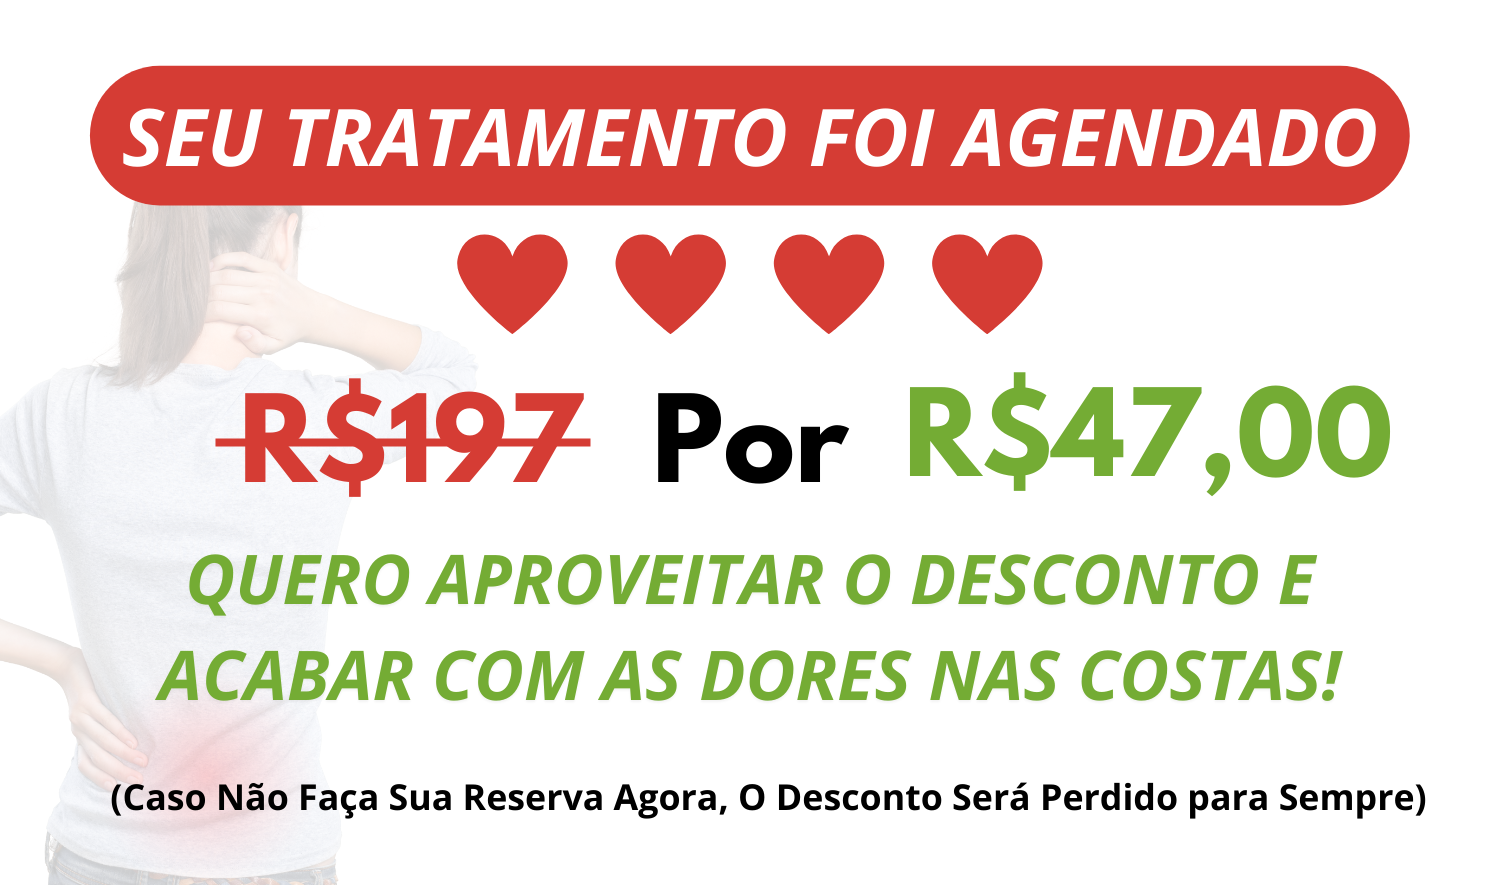 SEU TRATAMENTO FOI AGENDADO
R$197 Por R$47,00
QUERO APROVEITAR O DESCONTO E
ACABAR COM AS DORES NAS COSTAS!
(Caso Não Faça Sua Reserva Agora, O Desconto Será Perdido para Sempre)